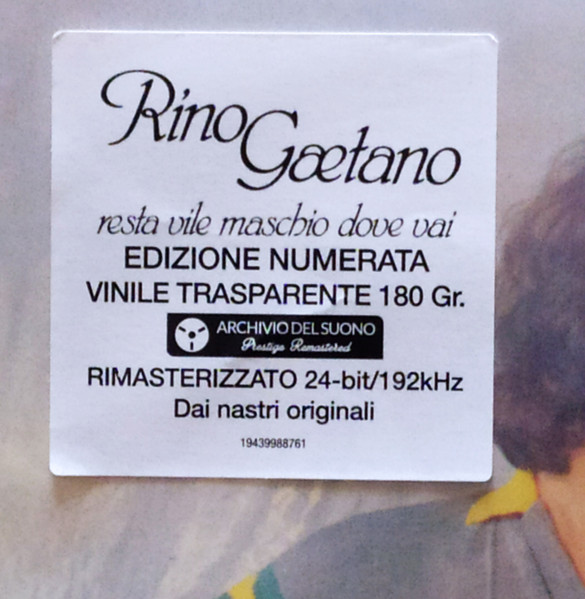 Rino Gaetano
resta vile maschio dove vai
EDIZIONE NUMERATA
VINILE TRASPARENTE 180 Gr.
ARCHIVIO DEL SUONO
Prestige Remastered
RIMASTERIZZATO 24-bit/192kHz
Dai nastri originali
19439988761